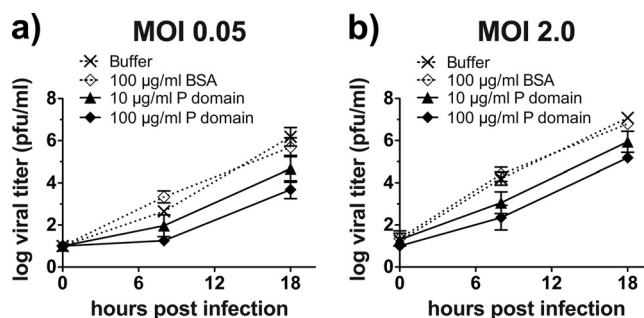 a) MOI 0.05
Buffer
100 µg/ml BSA
10 µg/ml P domain
100 µg/ml P domain
log viral titer (pfu/ml)
8
6
4
2
0
0 6 12 18
hours post infection
b) MOI 2.0
Buffer
100 µg/ml BSA
10 µg/ml P domain
100 µg/ml P domain
log viral titer (pfu/ml)
8
6
4
2
0
0 6 12 18
hours post infection